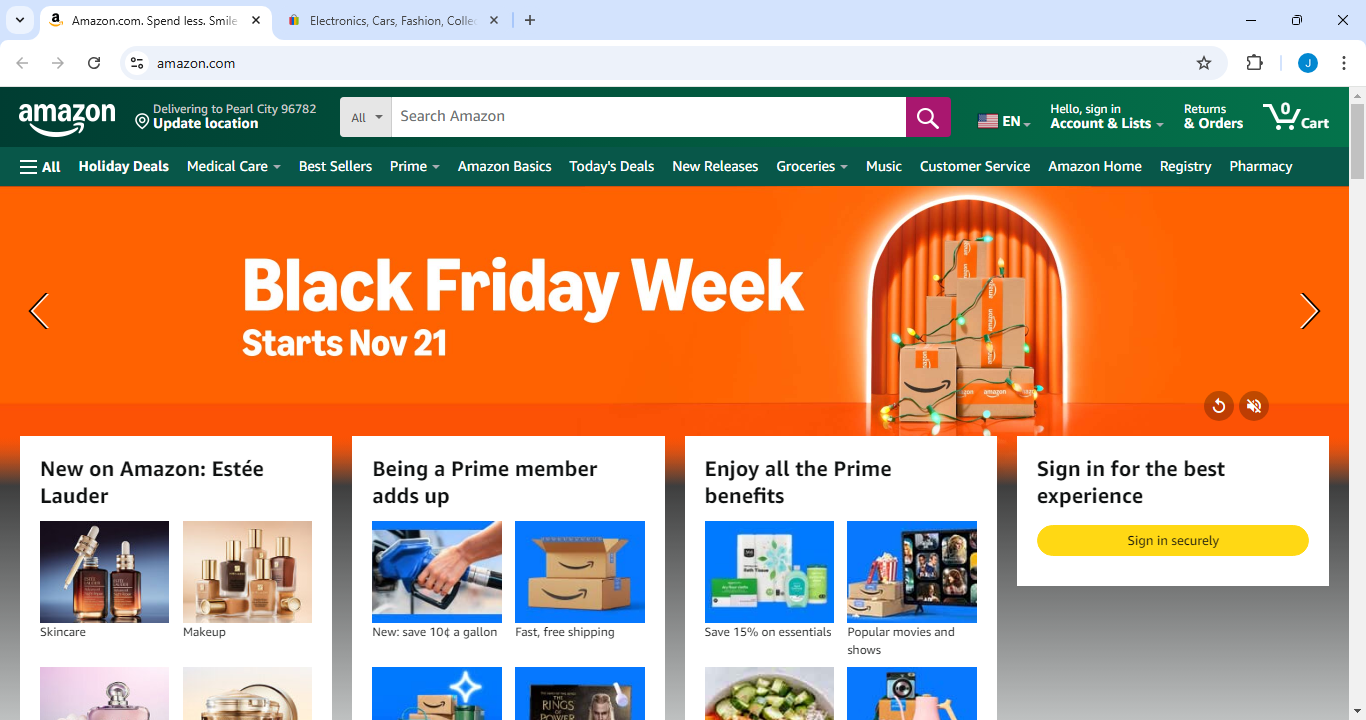 Amazon.com. Spend less. Smile
Electronics, Cars, Fashion, Collec
amazon.com
J
amazon
Delivering to Pearl City 96782
Update location
All
Search Amazon
EN
Hello, sign in
Account & Lists
Returns
& Orders
0
Cart
All
Holiday Deals
Medical Care
Best Sellers
Prime
Amazon Basics
Today's Deals
New Releases
Groceries
Music
Customer Service
Amazon Home
Registry
Pharmacy
Black Friday Week
Starts Nov 21
New on Amazon: Estée
Lauder
Skincare
Makeup
Being a Prime member
adds up
New: save 10¢ a gallon
Fast, free shipping
THE
RINGS
OF
POWER
Enjoy all the Prime
benefits
Save 15% on essentials
Popular movies and
shows
Sign in for the best
experience
Sign in securely